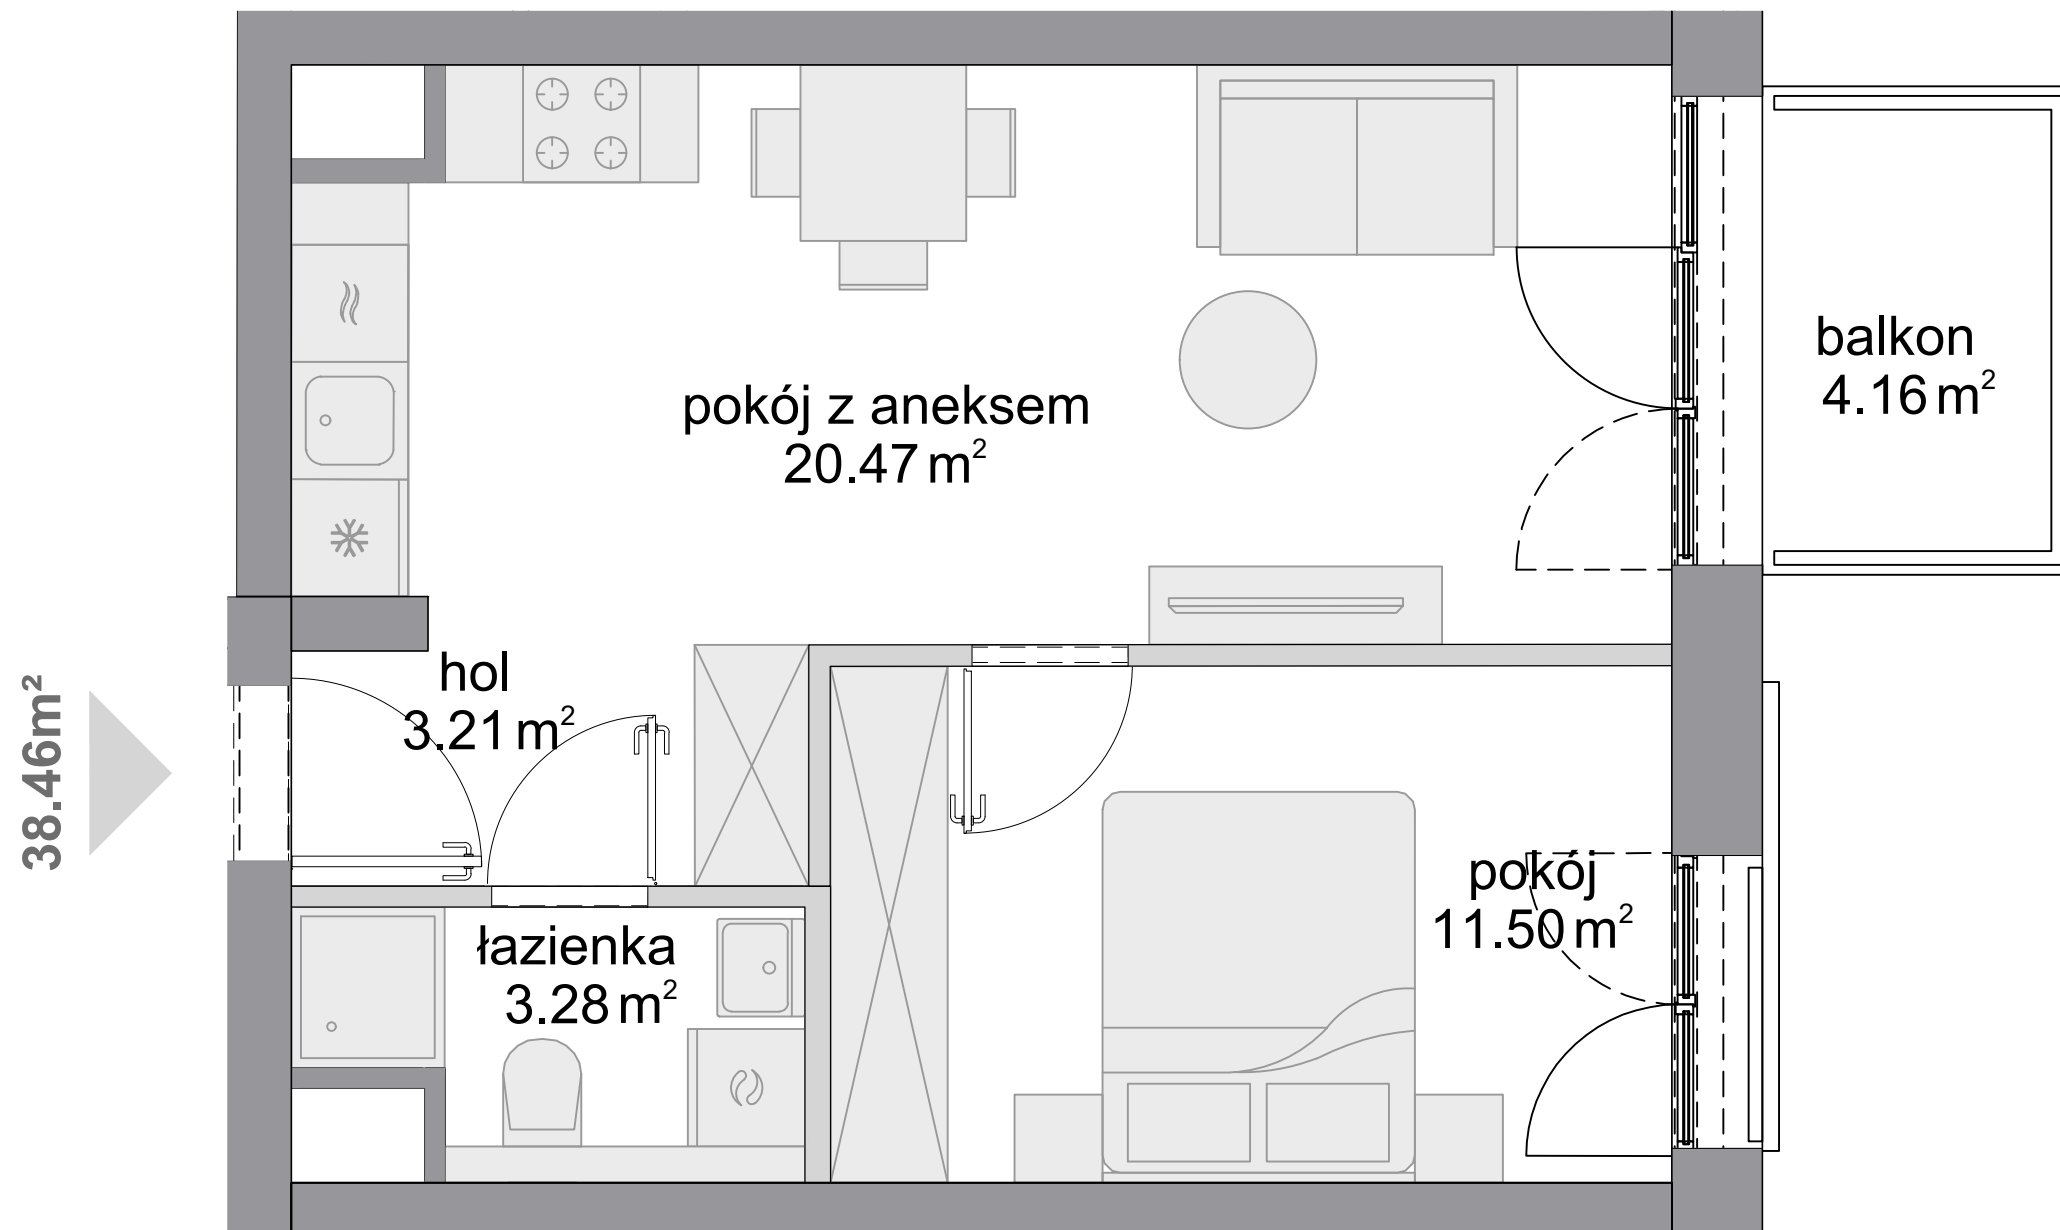 38.46m²
pokój z aneksem
20.47 m²
balkon
4.16 m²
hol
3.21 m²
łazienka
3.28 m²
pokój
11.50 m²